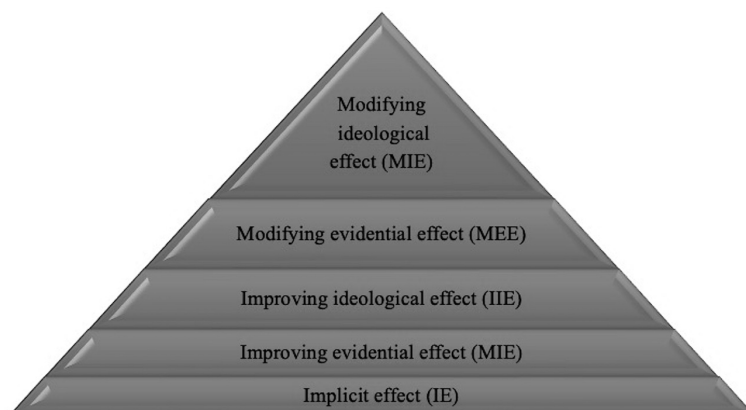 Modifying
ideological
effect (MIE)
Modifying evidential effect (MEE)
Improving ideological effect (IIE)
Improving evidential effect (MIE)
Implicit effect (IE)